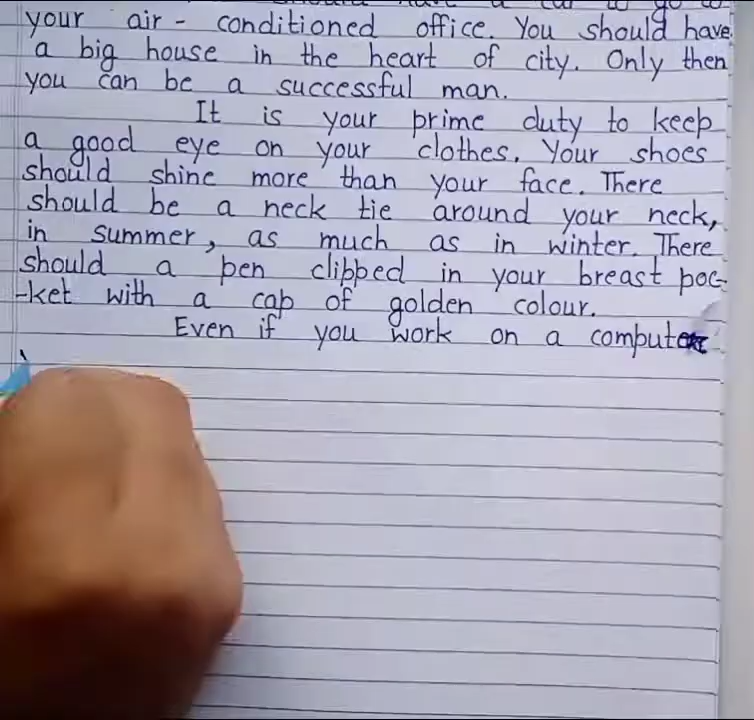 your air - conditioned office. You should have
a big house in the heart of city. Only then
you can be a successful man.
It is your prime duty to keep
a good eye on your clothes. Your shoes
should shine more than your face. There
should be a neck tie around your neck,
in summer, as much as in winter. There
should a pen clipped in your breast poc-
-ket with a cap of golden colour.
Even if you work on a computer